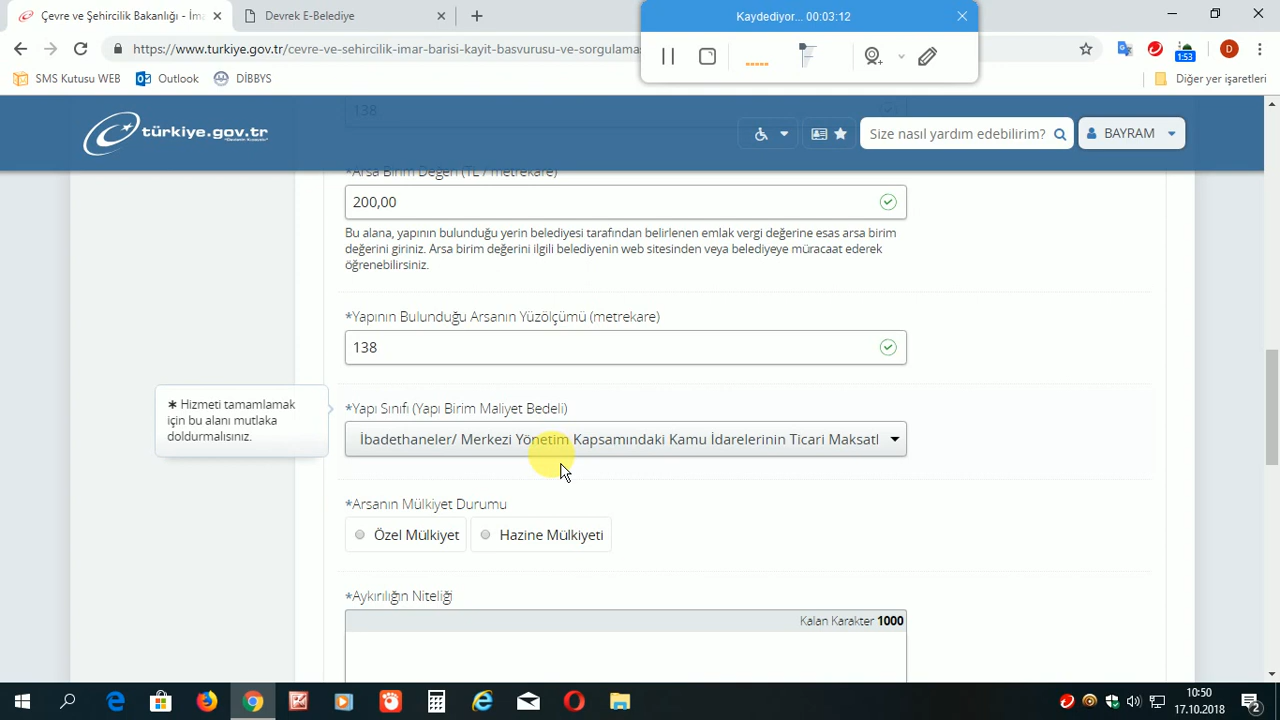 Çevre ve Şehircilik Bakanlığı - İma
Devrek E-Belediye
Kaydediyor... 00:03:12
https://www.turkiye.gov.tr/cevre-ve-sehircilik-imar-barisi-kayit-basvurusu-ve-sorgulama
1:53
D
SMS Kutusu WEB
Outlook
DİBBYS
Diğer yer işaretleri
138
türkiye.gov.tr
Size nasıl yardım edebilirim?
BAYRAM
*Arsa Birim Değeri (TL / metrekare)
200,00
Bu alana, yapının bulunduğu yerin belediyesi tarafından belirlenen emlak vergi değerine esas arsa birim
değerini giriniz. Arsa birim değerini ilgili belediyenin web sitesinden veya belediyeye müracaat ederek
öğrenebilirsiniz.
*Yapının Bulunduğu Arsanın Yüzölçümü (metrekare)
138
∗ Hizmeti tamamlamak
için bu alanı mutlaka
doldurmalısınız.
*Yapı Sınıfı (Yapı Birim Maliyet Bedeli)
İbadethaneler/ Merkezi Yönetim Kapsamındaki Kamu İdarelerinin Ticari Maksatl
*Arsanın Mülkiyet Durumu
Özel Mülkiyet
Hazine Mülkiyeti
*Aykırılığın Niteliği
Kalan Karakter 1000
10:50
17.10.2018
2